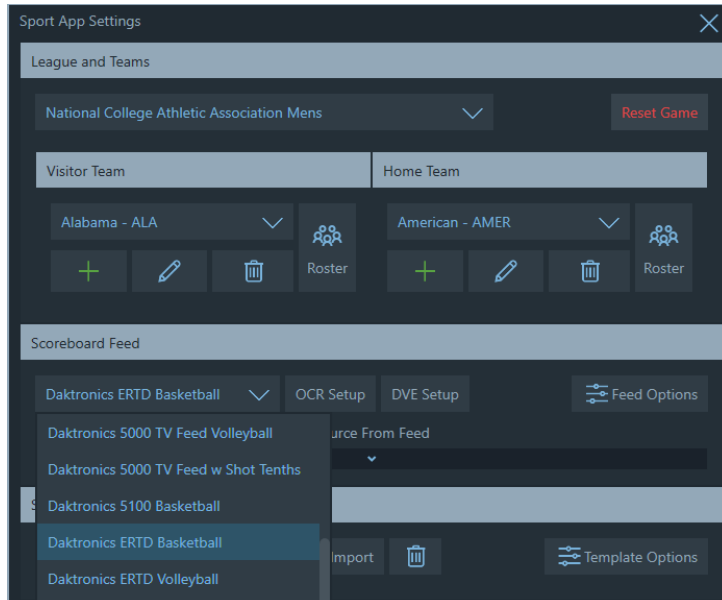 Sport App Settings
League and Teams
National College Athletic Association Mens
Reset Game
Visitor Team
Home Team
Alabama - ALA
Roster
American - AMER
Roster
Scoreboard Feed
Daktronics ERTD Basketball
OCR Setup
DVE Setup
Feed Options
Daktronics 5000 TV Feed Volleyball
urce From Feed
Daktronics 5000 TV Feed w Shot Tenths
Daktronics 5100 Basketball
S
Daktronics ERTD Basketball
Import
Template Options
Daktronics ERTD Volleyball